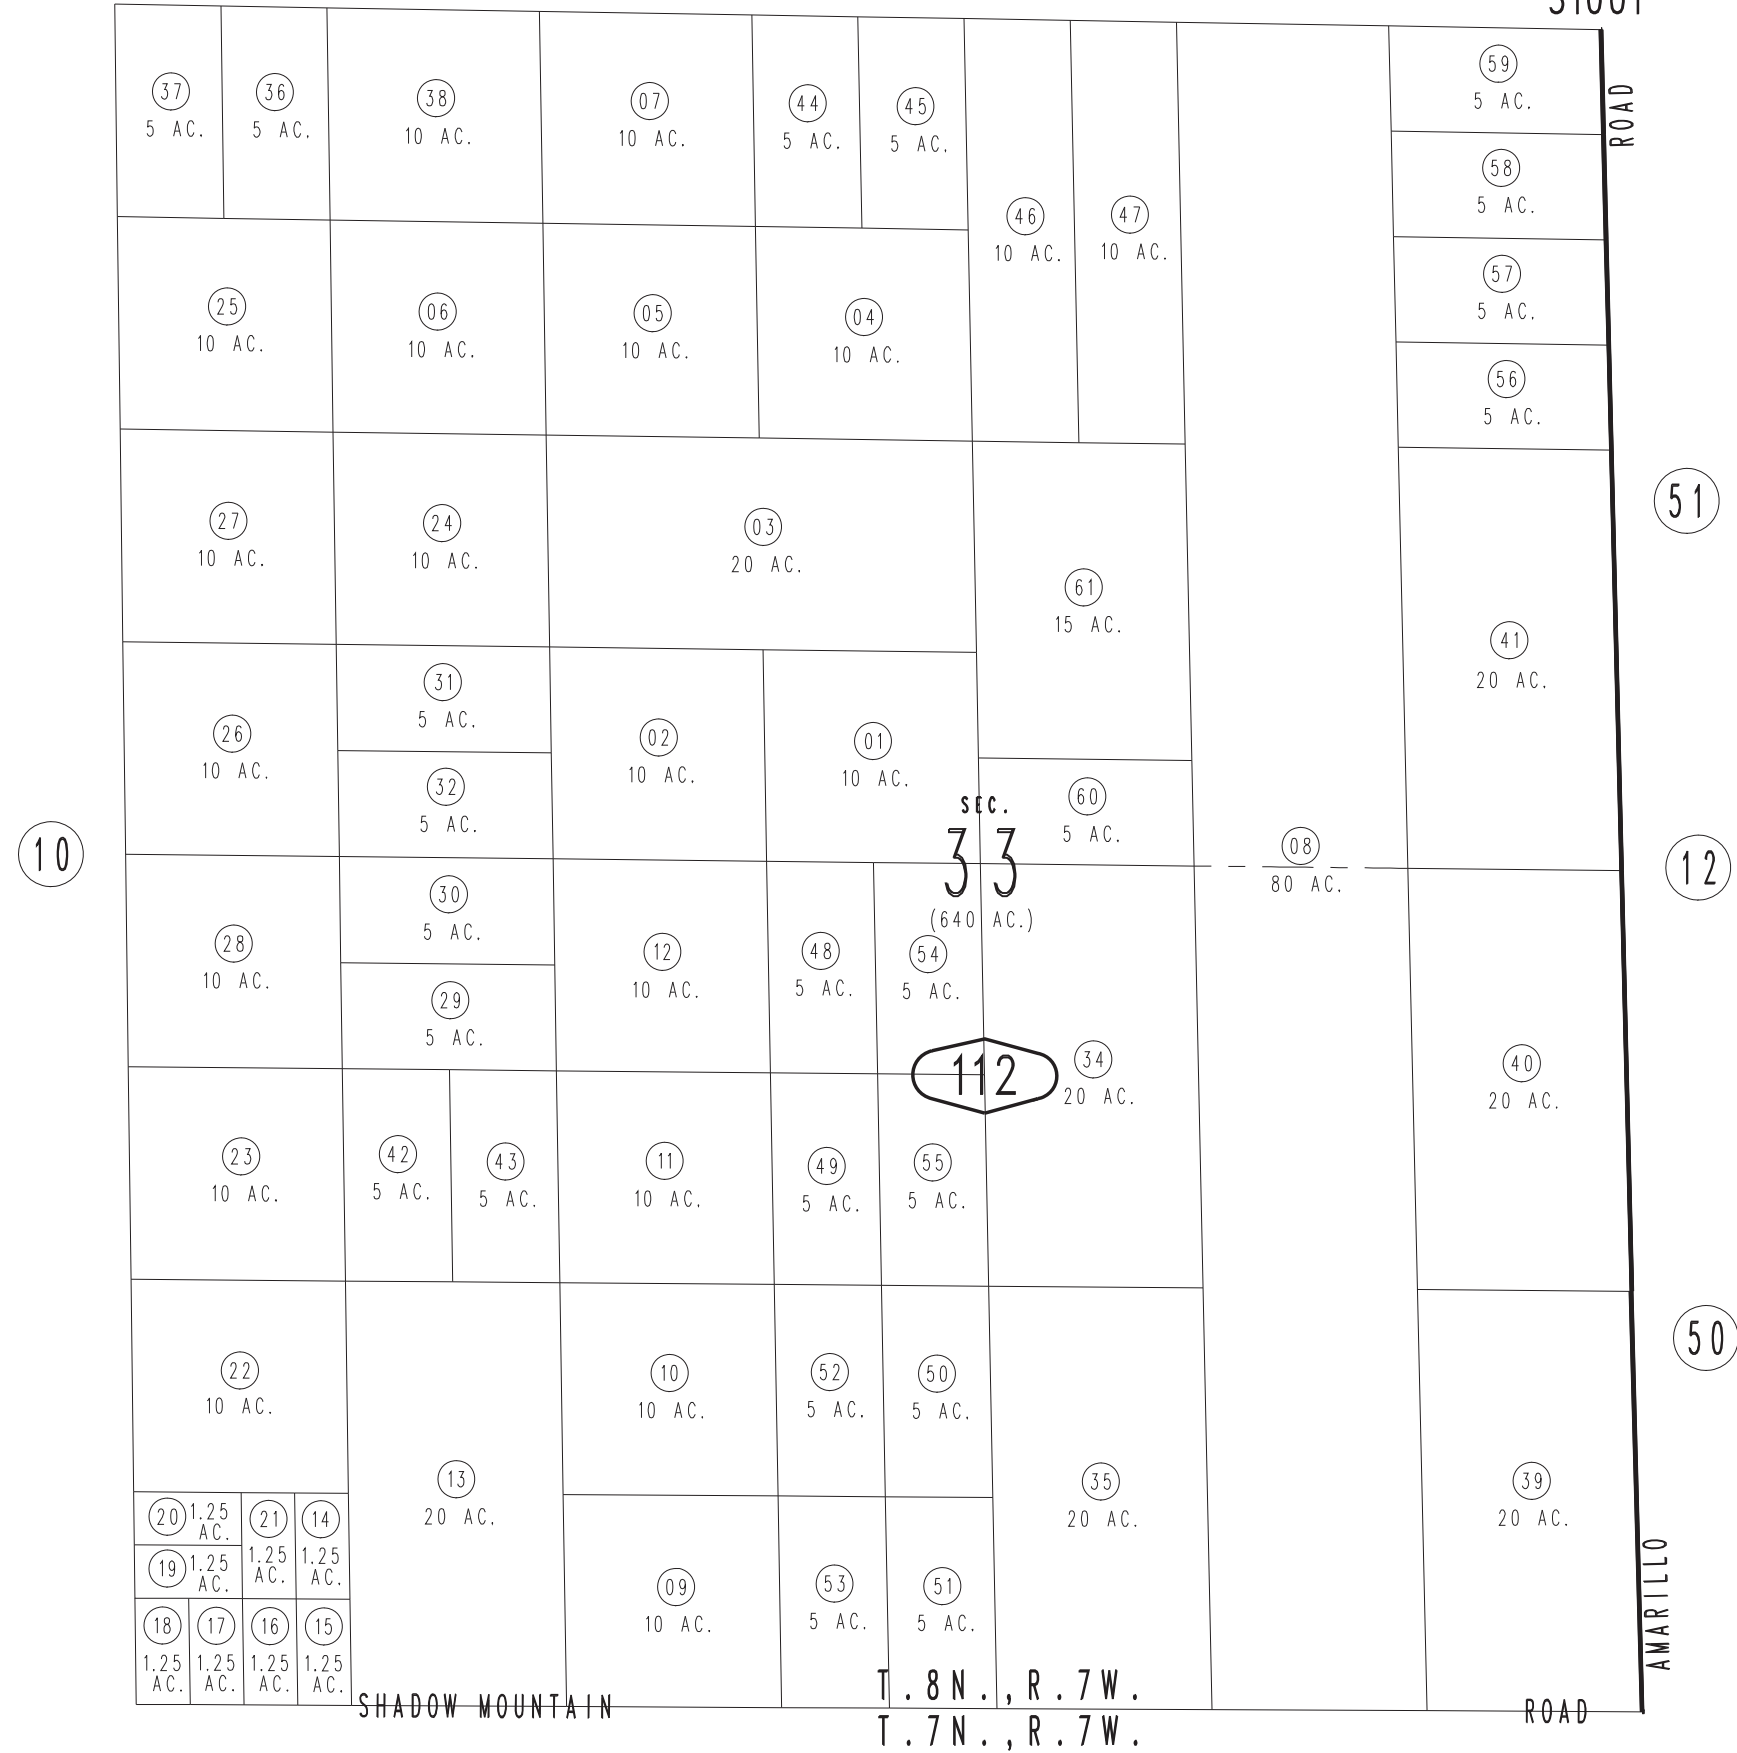 37
5 AC.
36
5 AC.
38
10 AC.
07
10 AC.
44
5 AC.
45
5 AC.
46
10 AC.
47
10 AC.
59
5 AC.
58
5 AC.
57
5 AC.
56
5 AC.
ROAD
25
10 AC.
06
10 AC.
05
10 AC.
04
10 AC.
27
10 AC.
24
10 AC.
03
20 AC.
61
15 AC.
41
20 AC.
51
26
10 AC.
31
5 AC.
32
5 AC.
02
10 AC.
01
10 AC.
60
5 AC.
SEC.
33
(640 AC.)
08
80 AC.
10
12
28
10 AC.
30
5 AC.
29
5 AC.
12
10 AC.
48
5 AC.
54
5 AC.
112
34
20 AC.
40
20 AC.
23
10 AC.
42
5 AC.
43
5 AC.
11
10 AC.
49
5 AC.
55
5 AC.
50
22
10 AC.
13
20 AC.
10
10 AC.
52
5 AC.
50
5 AC.
35
20 AC.
39
20 AC.
20
1.25
AC.
19
1.25
AC.
21
1.25
AC.
14
1.25
AC.
18
1.25
AC.
17
1.25
AC.
16
1.25
AC.
15
1.25
AC.
09
10 AC.
53
5 AC.
51
5 AC.
AMARILLO
SHADOW MOUNTAIN ROAD
T.8N.,R.7W.
T.7N.,R.7W.